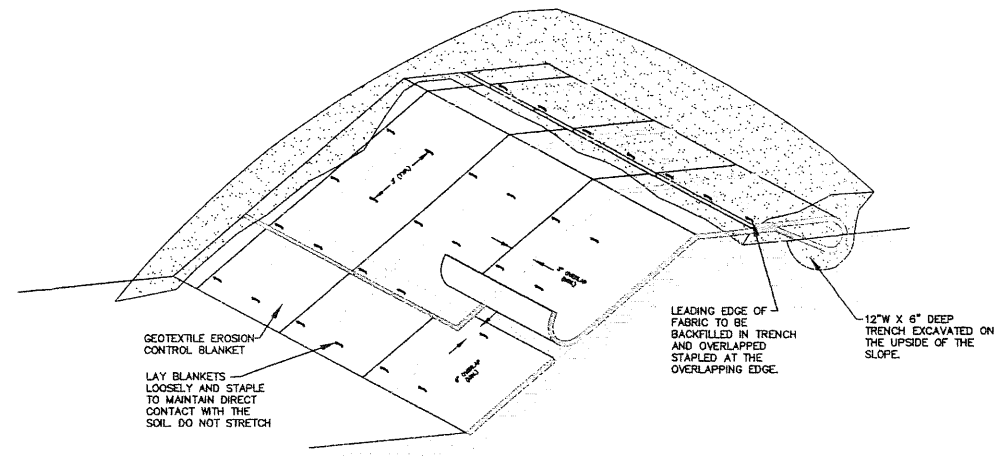 GEOTEXTILE EROSION
CONTROL BLANKET
LAY BLANKETS
LOOSELY AND STAPLE
TO MAINTAIN DIRECT
CONTACT WITH THE
SOIL. DO NOT STRETCH
LEADING EDGE OF
FABRIC TO BE
BACKFILLED IN TRENCH
AND OVERLAPPED
STAPLED AT THE
OVERLAPPING EDGE.
12"W X 6" DEEP
TRENCH EXCAVATED ON
THE UPSIDE OF THE
SLOPE.
OVERLAP
OVERLAP